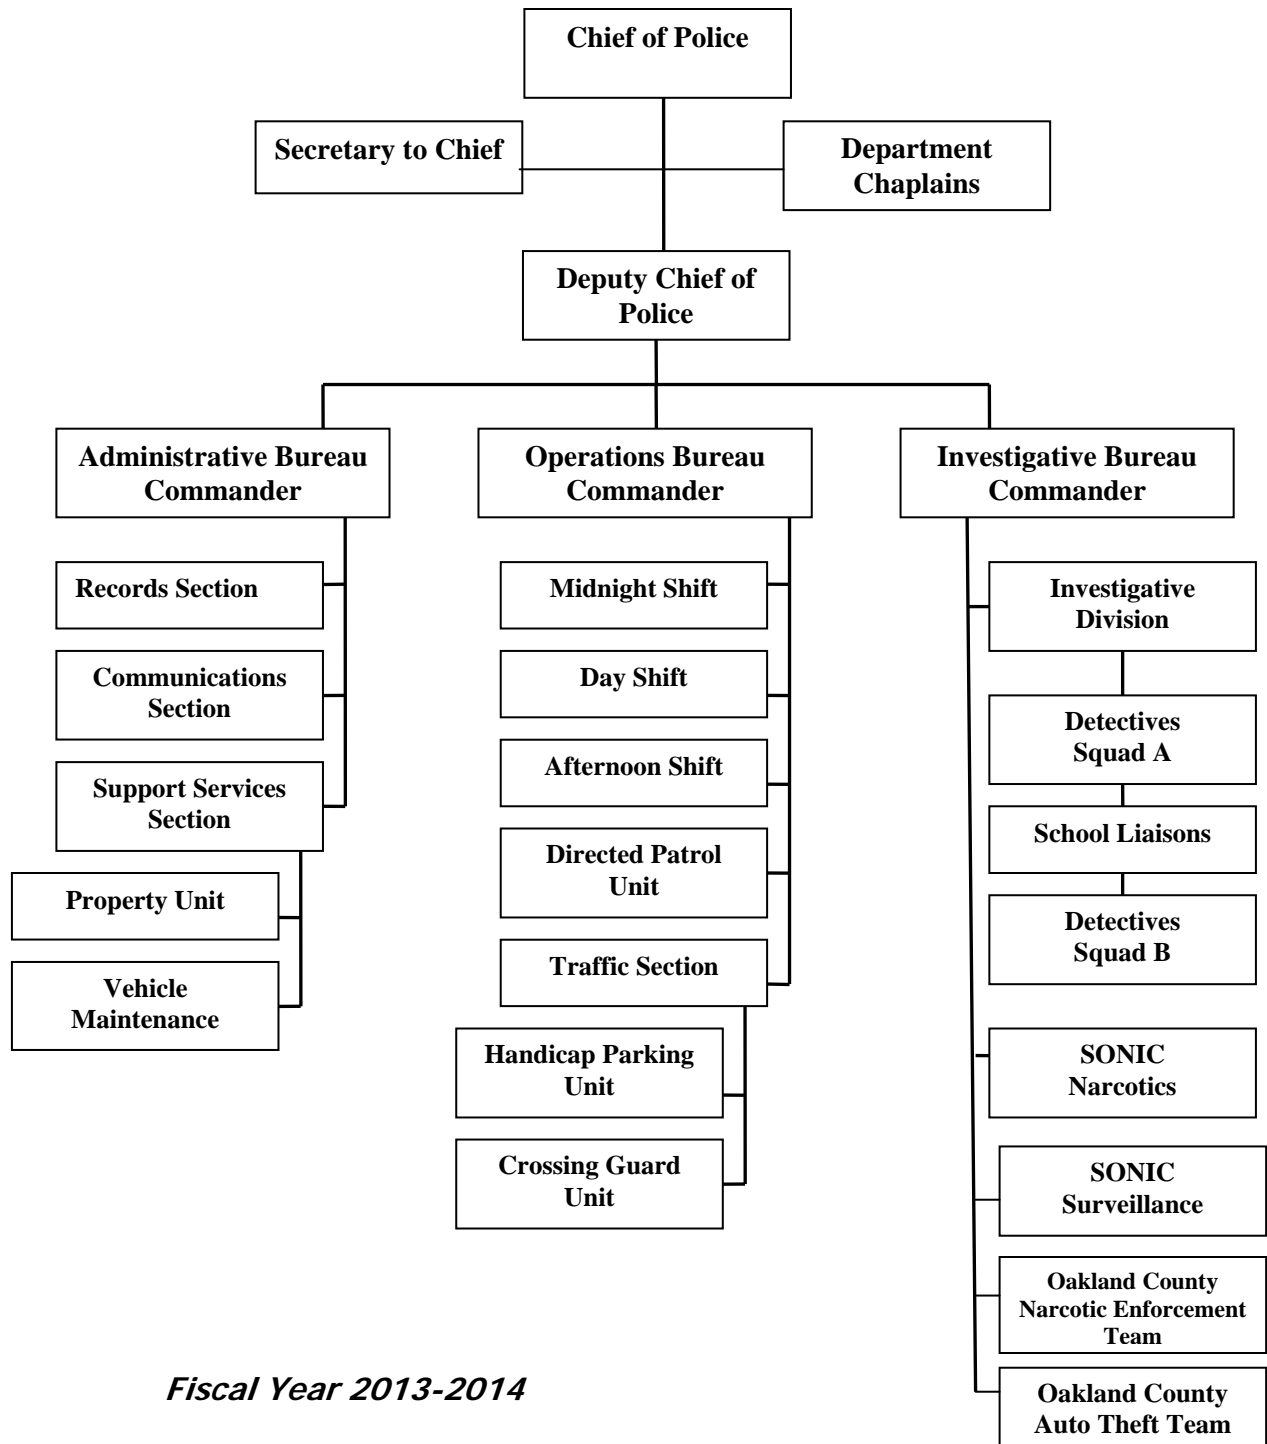 Chief of Police
Secretary to Chief
Department
Chaplains
Deputy Chief of
Police
Administrative Bureau
Commander
Operations Bureau
Commander
Investigative Bureau
Commander
Records Section
Communications
Section
Support Services
Section
Property Unit
Vehicle
Maintenance
Midnight Shift
Day Shift
Afternoon Shift
Directed Patrol
Unit
Traffic Section
Handicap Parking
Unit
Crossing Guard
Unit
Investigative
Division
Detectives
Squad A
School Liaisons
Detectives
Squad B
SONIC
Narcotics
SONIC
Surveillance
Oakland County
Narcotic Enforcement
Team
Oakland County
Auto Theft Team
Fiscal Year 2013-2014